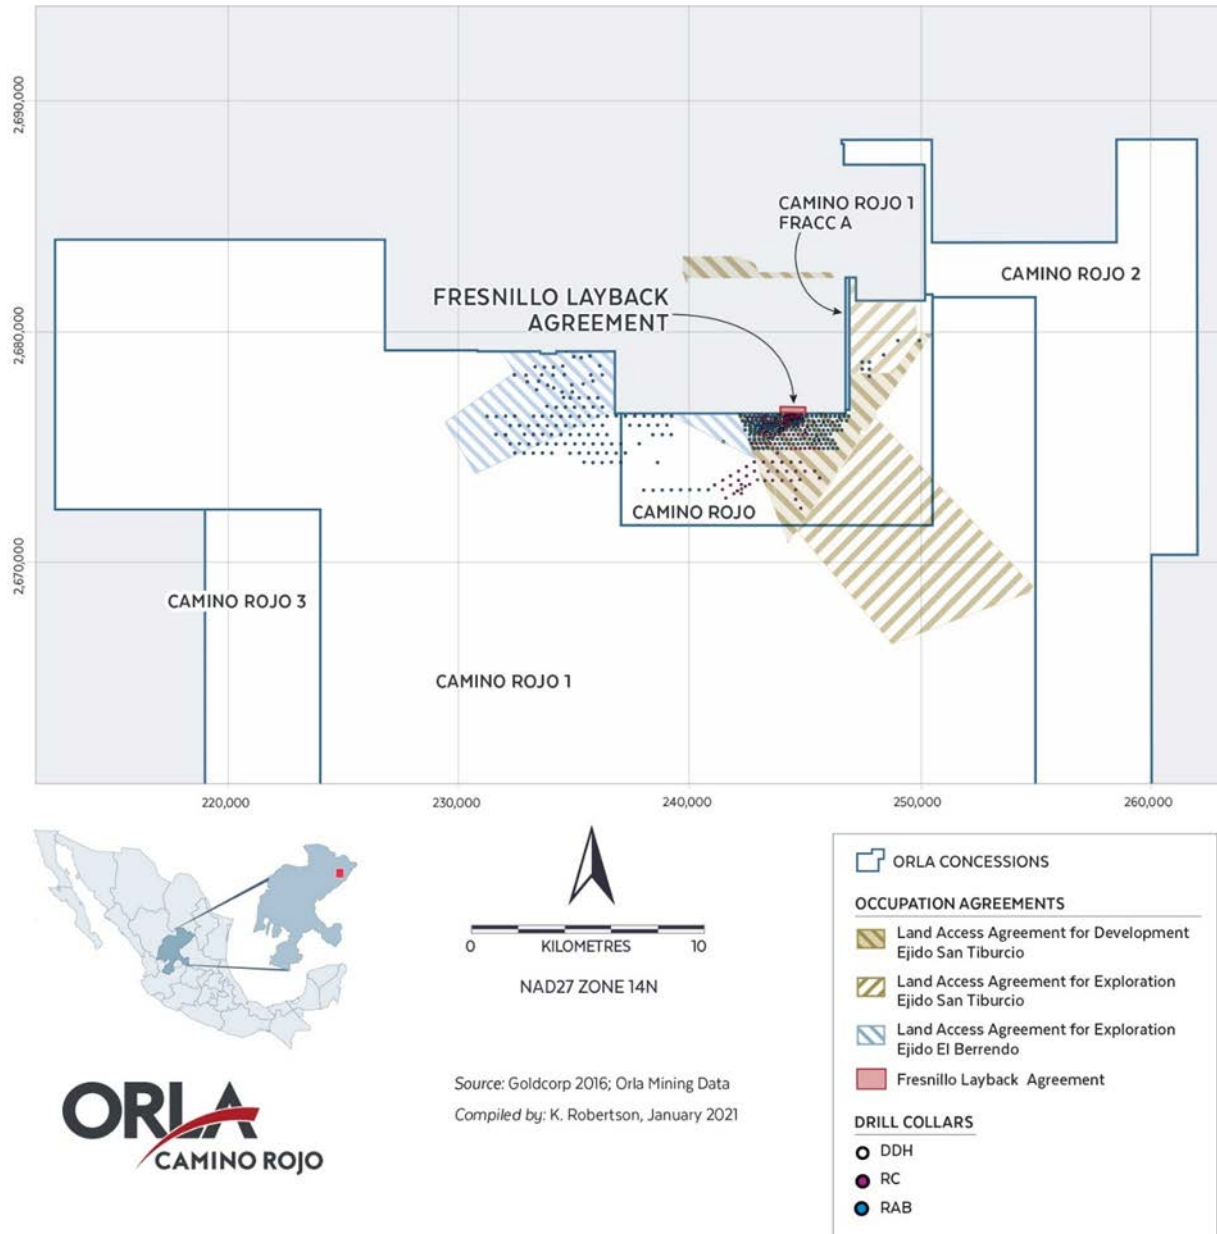 2,690,000
2,680,000
2,670,000
CAMINO ROJO 1
FRACC A
CAMINO ROJO 2
FRESNILLO LAYBACK
AGREEMENT
CAMINO ROJO
CAMINO ROJO 3
CAMINO ROJO 1
220,000
230,000
240,000
250,000
260,000
0
KILOMETRES
10
NAD27 ZONE 14N
Source: Goldcorp 2016; Orla Mining Data
Compiled by: K. Robertson, January 2021
ORLA
CAMINO ROJO
ORLA CONCESSIONS
OCCUPATION AGREEMENTS
Land Access Agreement for Development
Ejido San Tiburcio
Land Access Agreement for Exploration
Ejido San Tiburcio
Land Access Agreement for Exploration
Ejido El Berrendo
Fresnillo Layback Agreement
DRILL COLLARS
DDH
RC
RAB